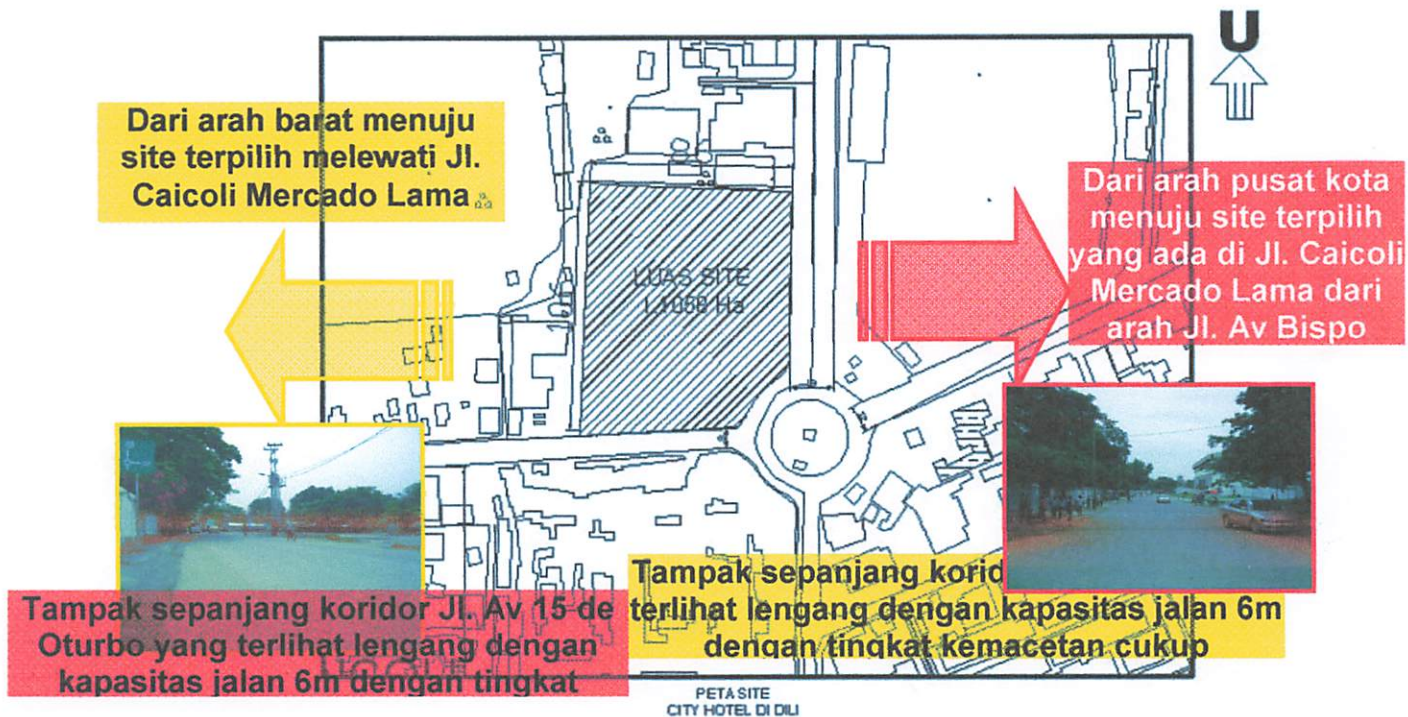 U
Dari arah barat menuju
site terpilih melewati Jl.
Caicoli Mercado Lama
Dari arah pusat kota
menuju site terpilih
yang ada di Jl. Caicoli
Mercado Lama dari
arah Jl. Av Bispo
LUAS SITE
Ha
Tampak sepanjang
terlihat lengang dengan kapasitas jalan 6m
dengan tingkat kemacetan cukup
Tampak sepanjang koridor Jl. Av 15 de
Oturbo yang terlihat lengang dengan
kapasitas jalan 6m dengan tingkat
PETA SITE
CITY HOTEL DI DILI